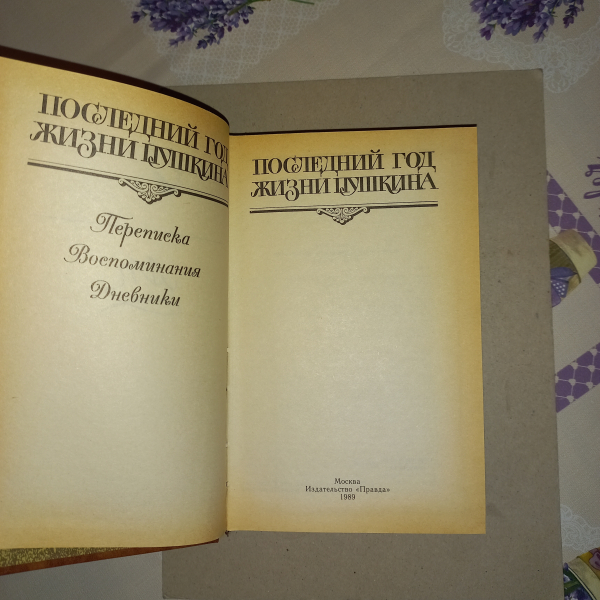 ПОСЛЕДНИЙ ГОД
ЖИЗНИ ПУШКИНА
Переписка
Воспоминания
Дневники
ПОСЛЕДНИЙ ГОД
ЖИЗНИ ПУШКИНА
Москва
Издательство «Правда»
1989